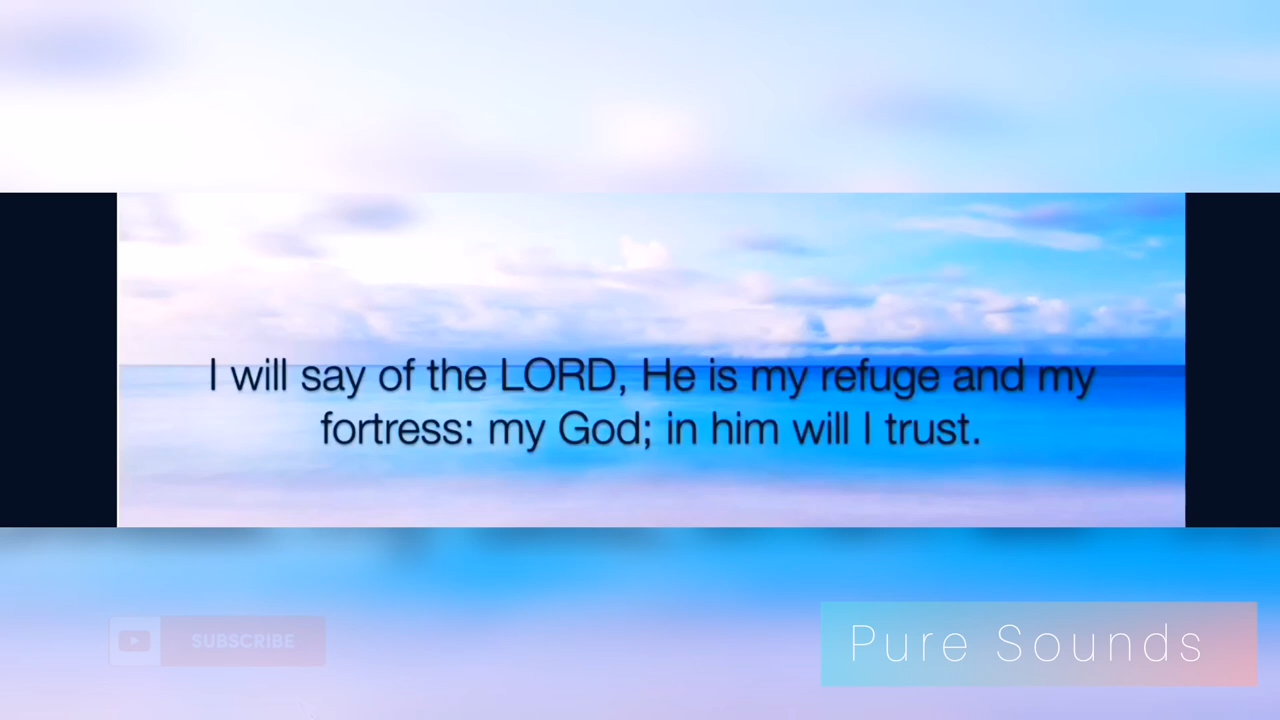 I will say of the LORD, He is my refuge and my
fortress: my God; in him will I trust.
SUBSCRIBE
Pure Sounds